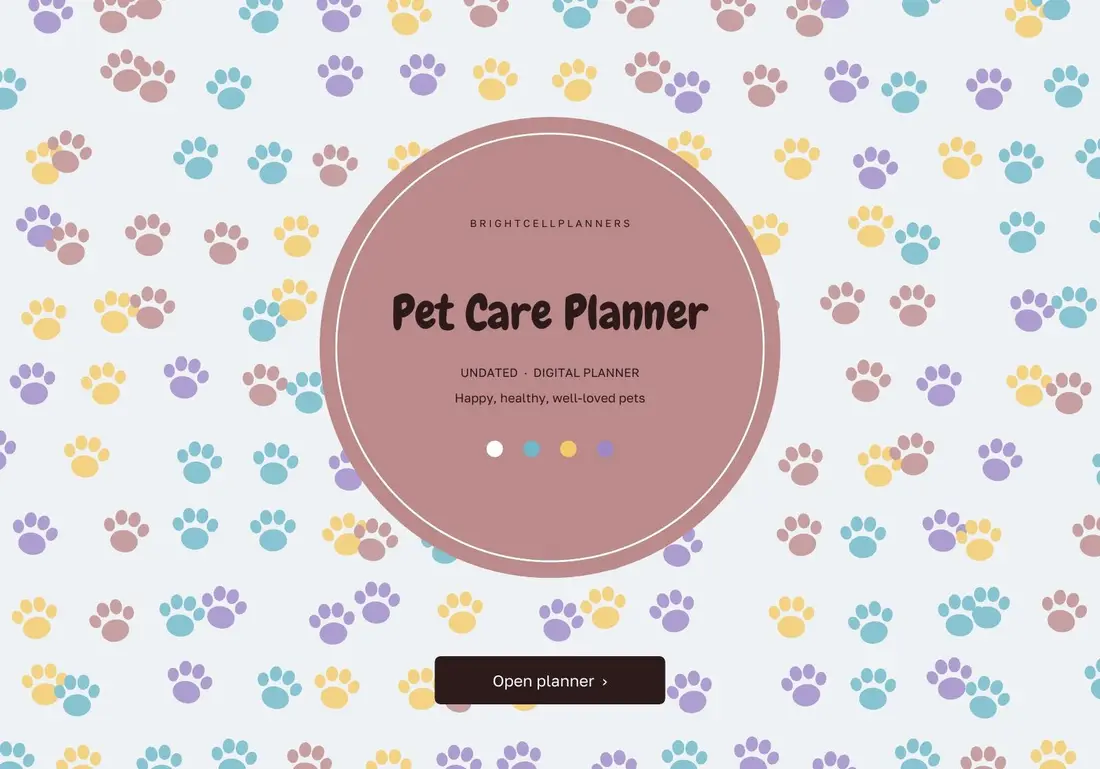 BRIGHTCELLPLANNERS
Pet Care Planner
UNDATED · DIGITAL PLANNER
Happy, healthy, well-loved pets
Open planner ›